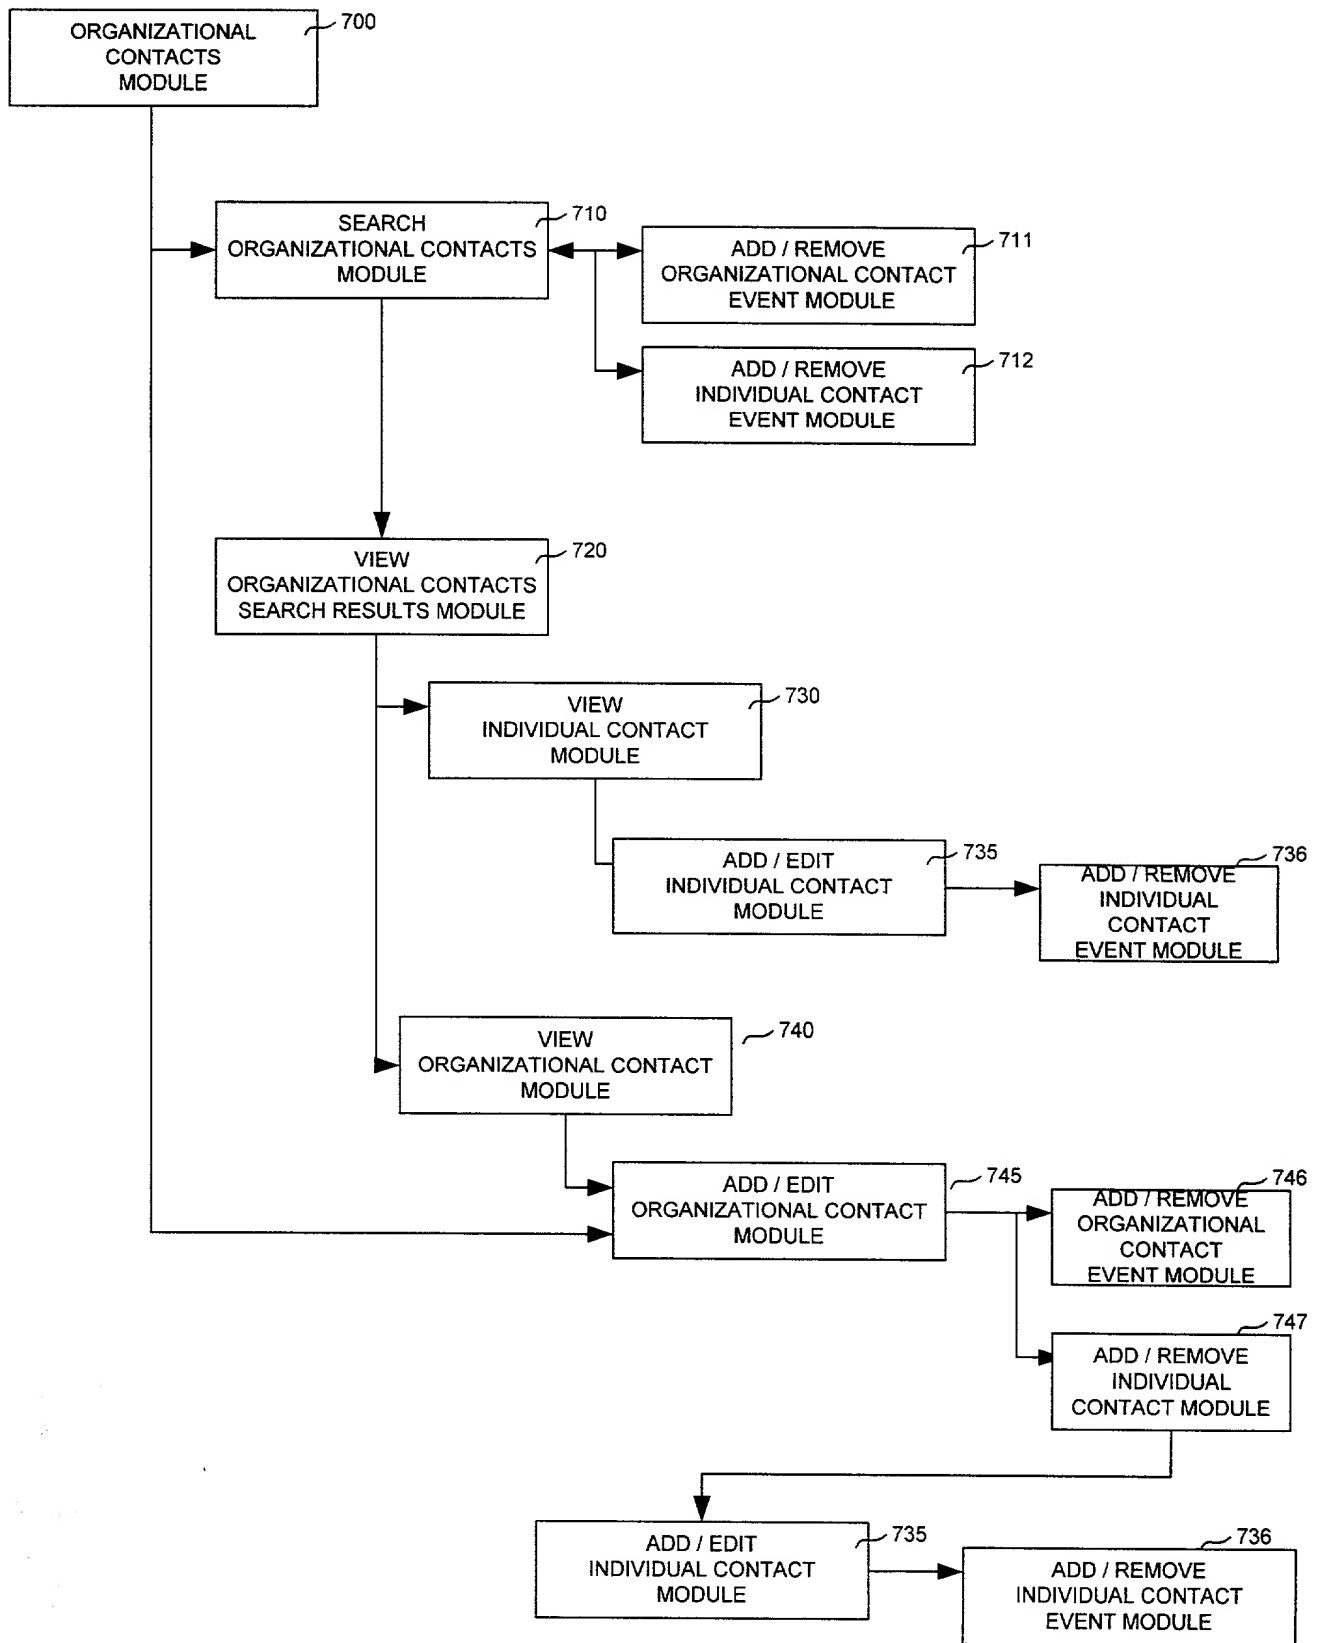 ORGANIZATIONAL
CONTACTS
MODULE
700
SEARCH
ORGANIZATIONAL CONTACTS
MODULE
710
ADD / REMOVE
ORGANIZATIONAL CONTACT
EVENT MODULE
711
ADD / REMOVE
INDIVIDUAL CONTACT
EVENT MODULE
712
VIEW
ORGANIZATIONAL CONTACTS
SEARCH RESULTS MODULE
720
VIEW
INDIVIDUAL CONTACT
MODULE
730
ADD / EDIT
INDIVIDUAL CONTACT
MODULE
735
ADD / REMOVE
INDIVIDUAL
CONTACT
EVENT MODULE
736
VIEW
ORGANIZATIONAL CONTACT
MODULE
740
ADD / EDIT
ORGANIZATIONAL CONTACT
MODULE
745
ADD / REMOVE
ORGANIZATIONAL
CONTACT
EVENT MODULE
746
ADD / REMOVE
INDIVIDUAL
CONTACT MODULE
747
ADD / EDIT
INDIVIDUAL CONTACT
MODULE
735
ADD / REMOVE
INDIVIDUAL CONTACT
EVENT MODULE
736